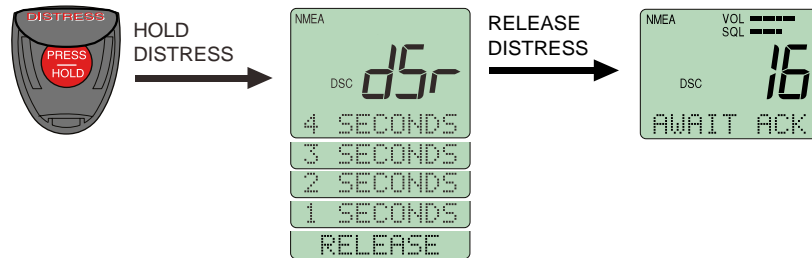 DISTRESS
PRESS
HOLD
HOLD
DISTRESS
NMEA
DSC dSr
4 SECONDS
3 SECONDS
2 SECONDS
1 SECONDS
RELEASE
RELEASE
DISTRESS
NMEA VOL
SQL
DSC 16
AWAIT ACK